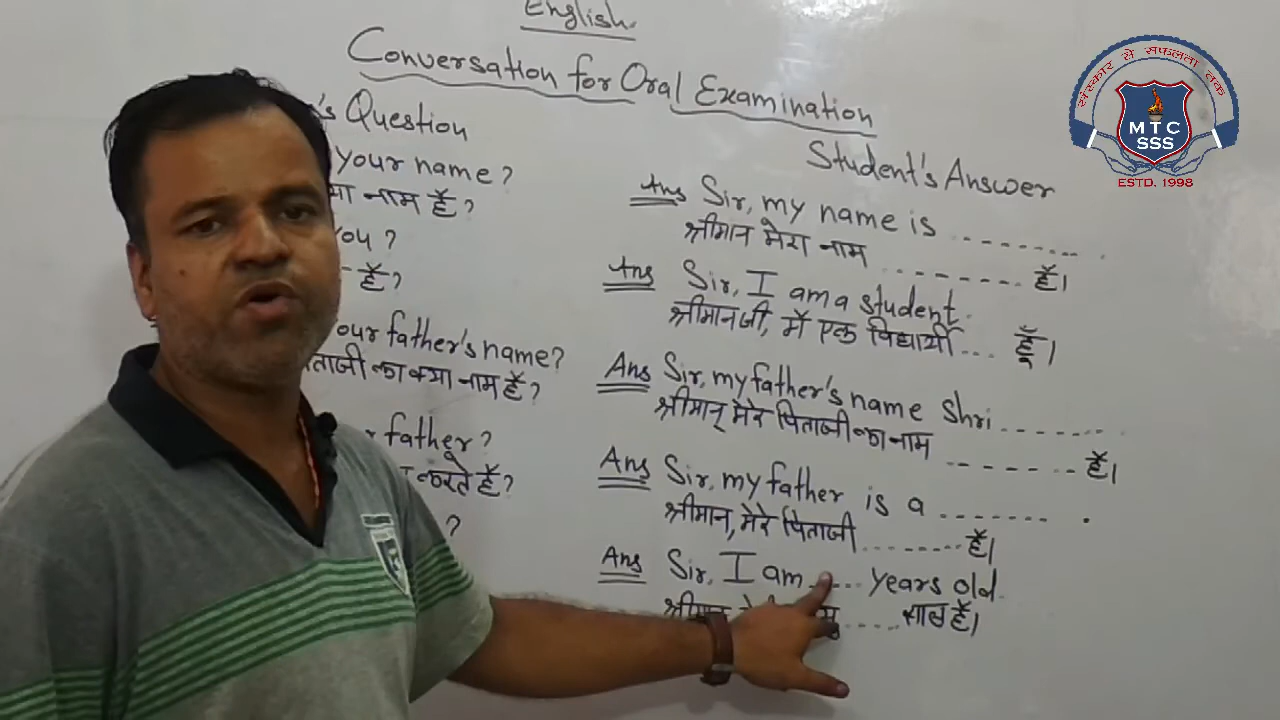 English.
Conversation for Oral Examination
's Question
your name?
क्या नाम हैं?
you ?
हैं?
our father's name?
पिताजी का क्या नाम हैं?
father?
करते हैं?
?
Student's Answer
Ans Sir, my name is .........
श्रीमान मेरा नाम ........ हैं।
Ans Sir, I am a student.
श्रीमानजी, मैं एक विद्यार्थी... हूँ।
Ans Sir, my father's name Shri .......
श्रीमान् मेरे पिताजी का नाम ....... हैं।
Ans Sir, my father is a ....... .
श्रीमान, मेरे पिताजी ....... हैं।
Ans Sir, I am ..... years old.
श्रीमान् ..... साल हैं।
संस्कार से सफलता तक
MTC
SSS
ESTD. 1998